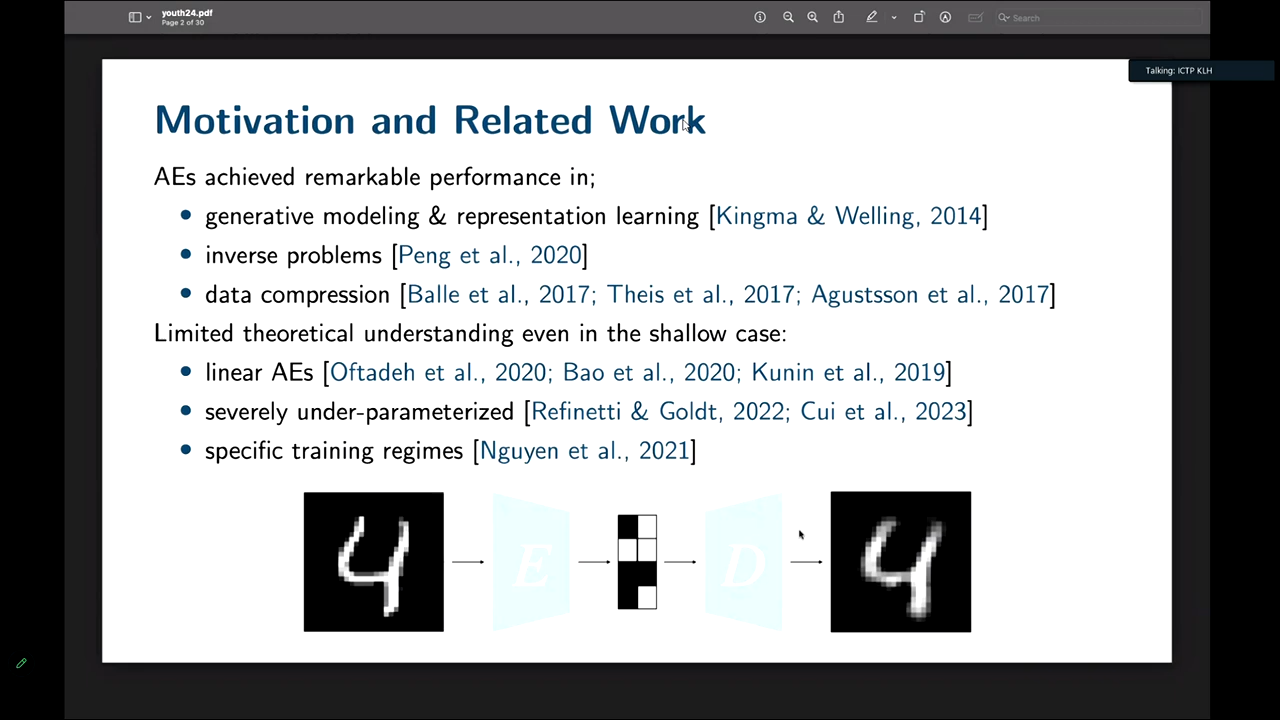 youth24.pdf
Page 2 of 30
Search
Talking: ICTP KLH
Motivation and Related Work
AEs achieved remarkable performance in;
• generative modeling & representation learning [Kingma & Welling, 2014]
• inverse problems [Peng et al., 2020]
• data compression [Balle et al., 2017; Theis et al., 2017; Agustsson et al., 2017]
Limited theoretical understanding even in the shallow case:
• linear AEs [Oftadeh et al., 2020; Bao et al., 2020; Kunin et al., 2019]
• severely under-parameterized [Refinetti & Goldt, 2022; Cui et al., 2023]
• specific training regimes [Nguyen et al., 2021]
4 E D 4